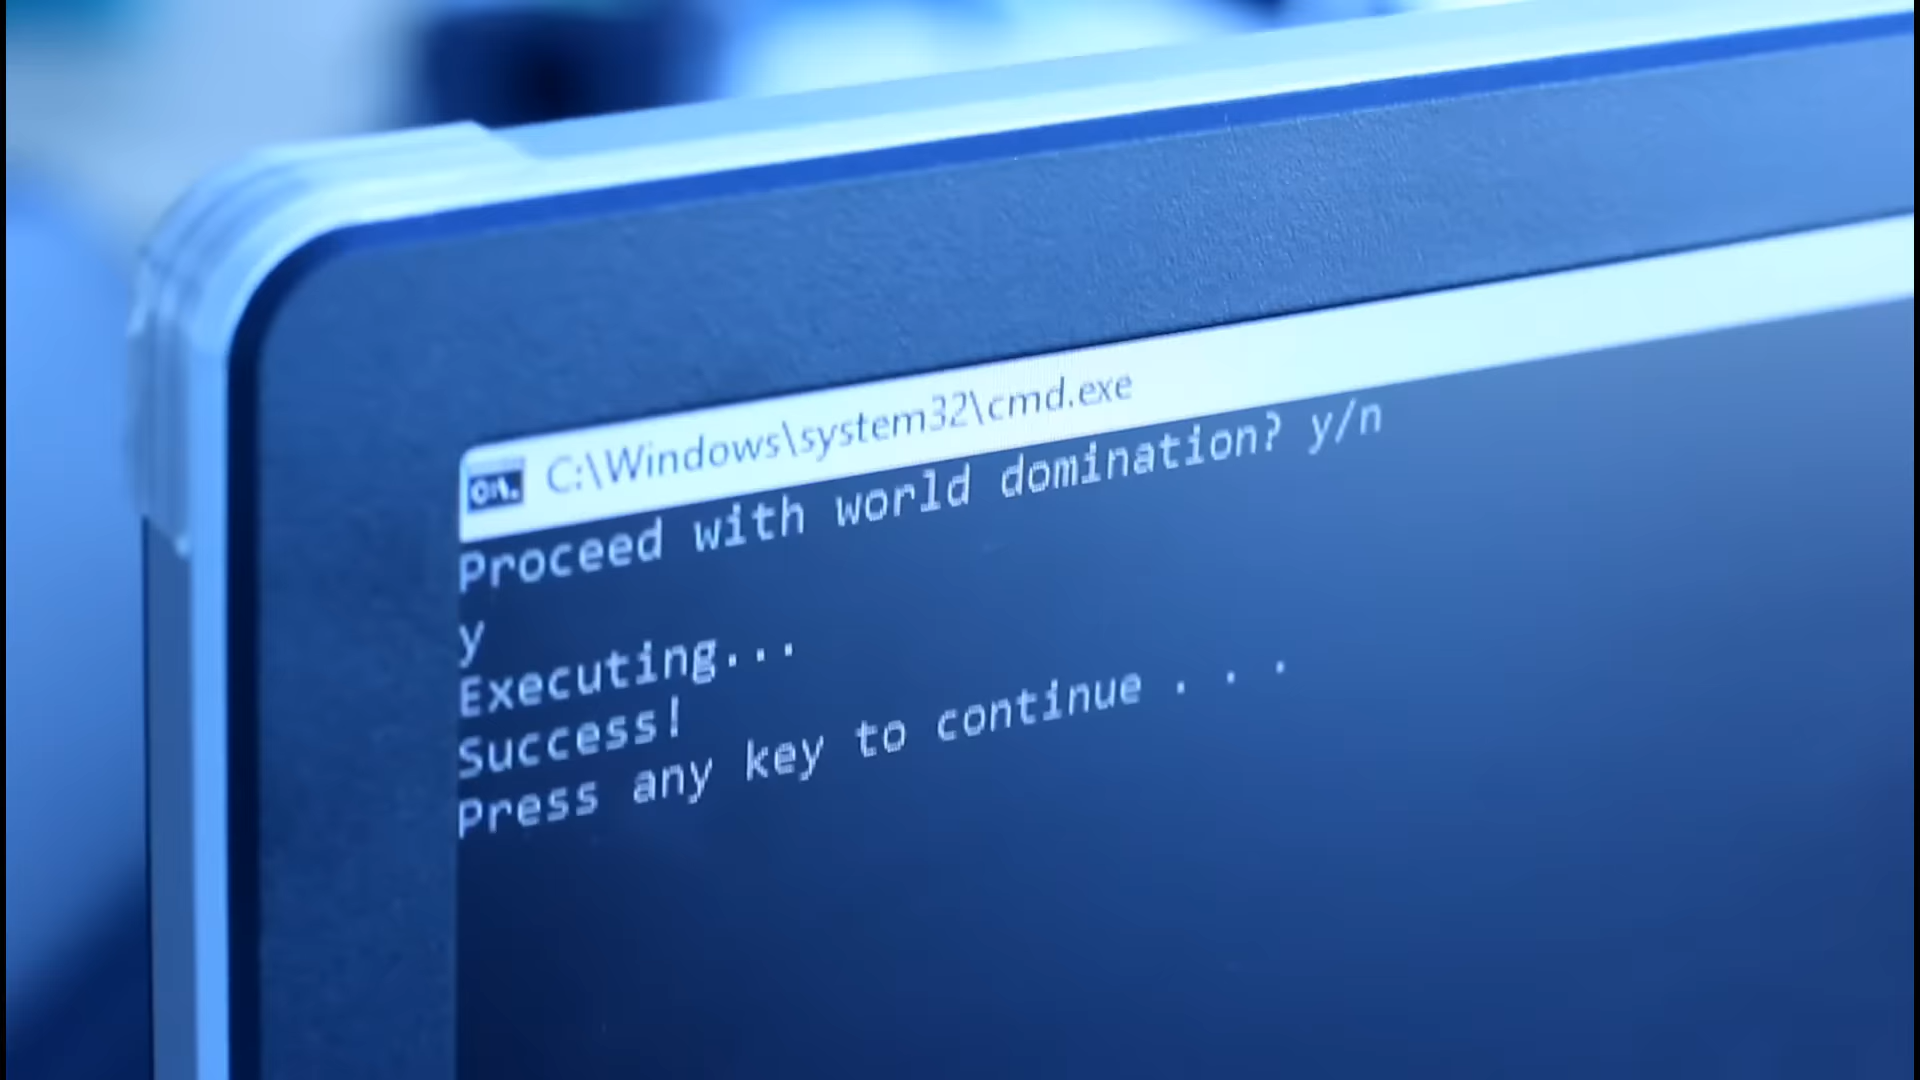 C:\Windows\system32\cmd.exe
Proceed with world domination? y/n
y
Executing...
Success!
Press any key to continue . . .